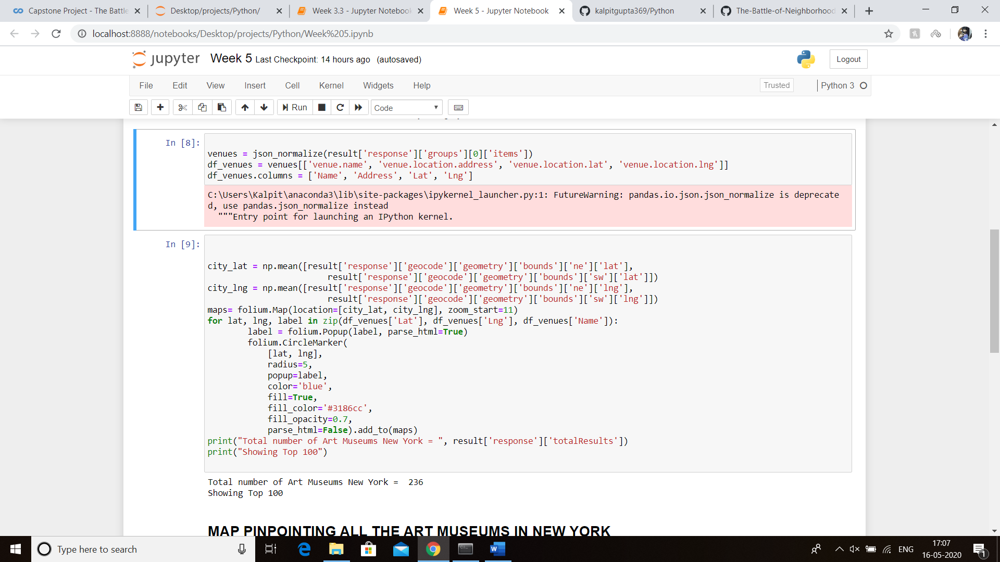 Capstone Project - The Battle
Desktop/projects/Python/
Week 3.3 - Jupyter Notebook
Week 5 - Jupyter Notebook
kalpitgupta369/Python
The-Battle-of-Neighborhood
localhost:8888/notebooks/Desktop/projects/Python/Week%205.ipynb
jupyter Week 5 Last Checkpoint: 14 hours ago (autosaved)
Logout
File Edit View Insert Cell Kernel Widgets Help
Trusted
Python 3
Run
Code
In [8]:
venues = json_normalize(result['response']['groups'][0]['items'])
df_venues = venues[['venue.name', 'venue.location.address', 'venue.location.lat', 'venue.location.lng']]
df_venues.columns = ['Name', 'Address', 'Lat', 'Lng']
C:\Users\Kalpit\anaconda3\lib\site-packages\ipykernel_launcher.py:1: FutureWarning: pandas.io.json.json_normalize is deprecate
d, use pandas.json_normalize instead
"""Entry point for launching an IPython kernel.
In [9]:
city_lat = np.mean([result['response']['geocode']['geometry']['bounds']['ne']['lat'],
result['response']['geocode']['geometry']['bounds']['sw']['lat']])
city_lng = np.mean([result['response']['geocode']['geometry']['bounds']['ne']['lng'],
result['response']['geocode']['geometry']['bounds']['sw']['lng']])
maps= folium.Map(location=[city_lat, city_lng], zoom_start=11)
for lat, lng, label in zip(df_venues['Lat'], df_venues['Lng'], df_venues['Name']):
label = folium.Popup(label, parse_html=True)
folium.CircleMarker(
[lat, lng],
radius=5,
popup=label,
color='blue',
fill=True,
fill_color='#3186cc',
fill_opacity=0.7,
parse_html=False).add_to(maps)
print("Total number of Art Museums New York = ", result['response']['totalResults'])
print("Showing Top 100")
Total number of Art Museums New York =  236
Showing Top 100
MAP PINPOINTING ALL THE ART MUSEUMS IN NEW YORK
Type here to search
ENG
17:07
16-05-2020
1